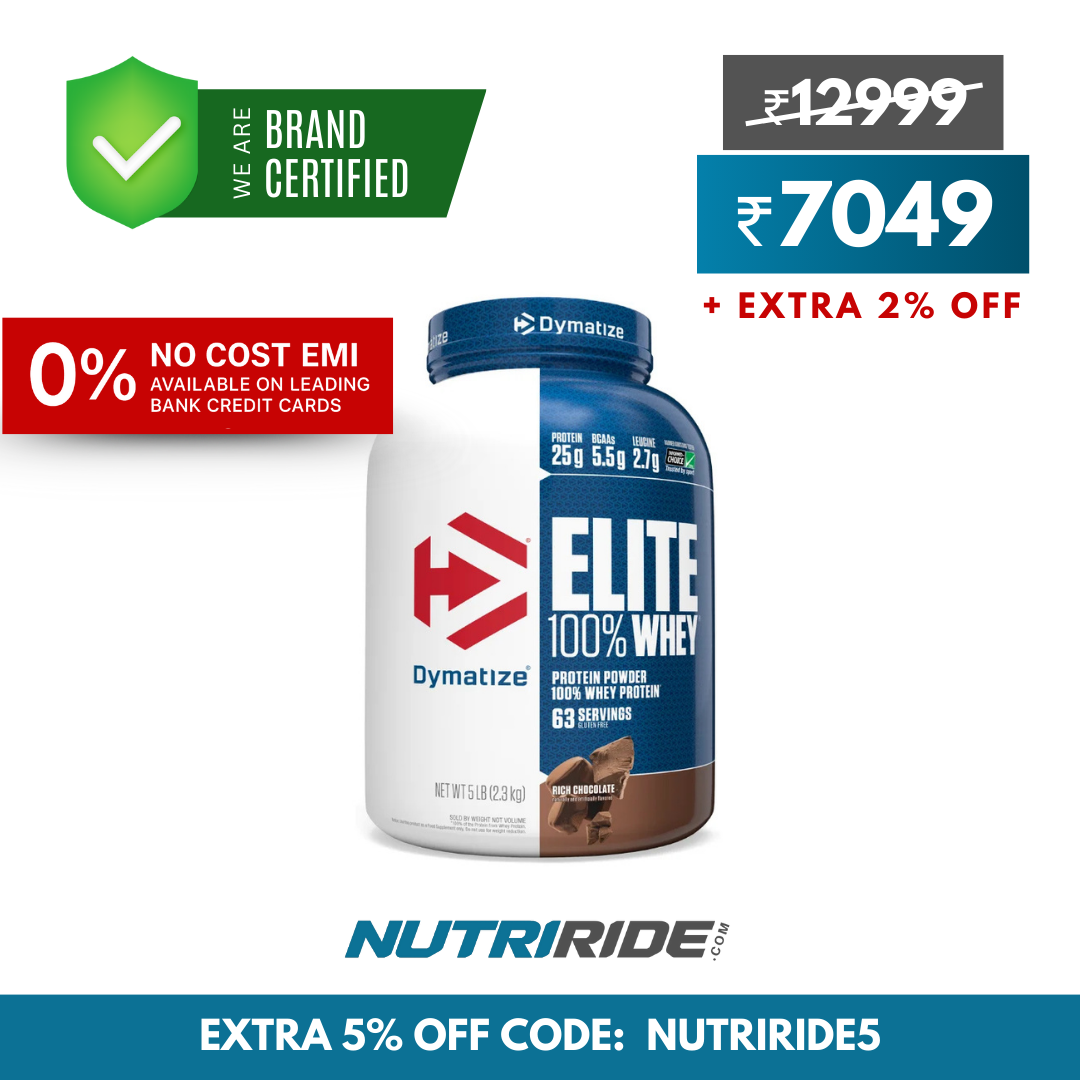 WE ARE
BRAND
CERTIFIED
₹12999
₹7049
+ EXTRA 2% OFF
0%
NO COST EMI
AVAILABLE ON LEADING
BANK CREDIT CARDS
Dymatize
PROTEIN BCAAs LEUCINE
25g 5.5g 2.7g
CHOICE
Trusted by sport
ELITE
100% WHEY
Dymatize®
PROTEIN POWDER
100% WHEY PROTEIN
63 SERVINGS
GLUTEN FREE
RICH CHOCOLATE
NET WT 5 LB (2.3 kg)
SOLD BY WEIGHT NOT VOLUME
NUTRIRIDE.COM
EXTRA 5% OFF CODE: NUTRIRIDE5